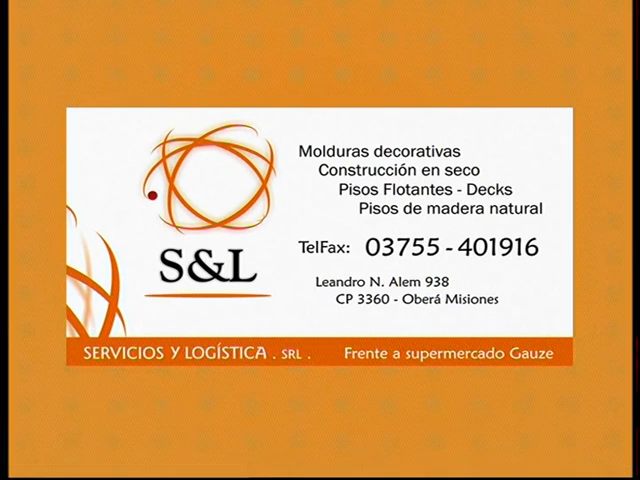 Molduras decorativas
Construcción en seco
Pisos Flotantes - Decks
Pisos de madera natural
TelFax: 03755 - 401916
S&L
Leandro N. Alem 938
CP 3360 - Oberá Misiones
SERVICIOS Y LOGÍSTICA . SRL .
Frente a supermercado Gauze